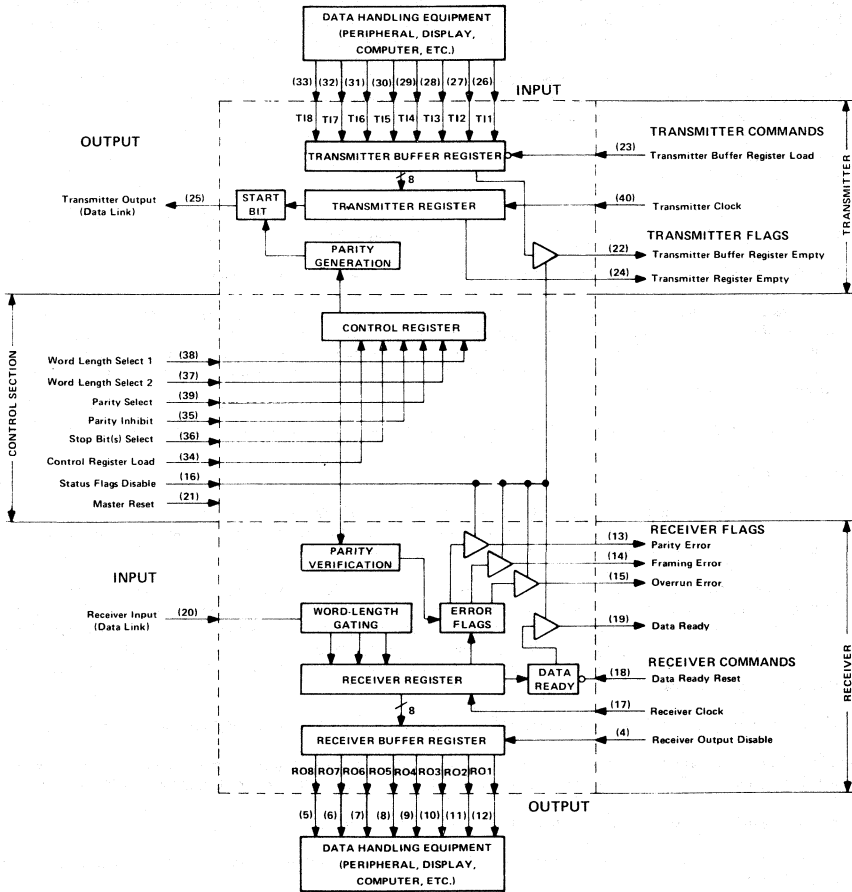 DATA HANDLING EQUIPMENT
(PERIPHERAL, DISPLAY,
COMPUTER, ETC.)
(33) (32) (31) (30) (29) (28) (27) (26)
INPUT
TI8 TI7 TI6 TI5 TI4 TI3 TI2 TI1
OUTPUT
TRANSMITTER COMMANDS
TRANSMITTER BUFFER REGISTER
(23)
Transmitter Buffer Register Load
8
Transmitter Output
(Data Link)
(25)
START
BIT
TRANSMITTER REGISTER
(40)
Transmitter Clock
TRANSMITTER FLAGS
PARITY
GENERATION
(22)
Transmitter Buffer Register Empty
(24)
Transmitter Register Empty
TRANSMITTER
CONTROL SECTION
CONTROL REGISTER
Word Length Select 1 (38)
Word Length Select 2 (37)
Parity Select (39)
Parity Inhibit (35)
Stop Bit(s) Select (36)
Control Register Load (34)
Status Flags Disable (16)
Master Reset (21)
RECEIVER FLAGS
(13)
Parity Error
(14)
Framing Error
(15)
Overrun Error
PARITY
VERIFICATION
INPUT
Receiver Input
(Data Link)
(20)
WORD-LENGTH
GATING
ERROR
FLAGS
(19)
Data Ready
RECEIVER COMMANDS
RECEIVER REGISTER
DATA
READY
(18)
Data Ready Reset
8
(17)
Receiver Clock
RECEIVER BUFFER REGISTER
(4)
Receiver Output Disable
RECEIVER
RO8 RO7 RO6 RO5 RO4 RO3 RO2 RO1
OUTPUT
(5) (6) (7) (8) (9) (10) (11) (12)
DATA HANDLING EQUIPMENT
(PERIPHERAL, DISPLAY,
COMPUTER, ETC.)